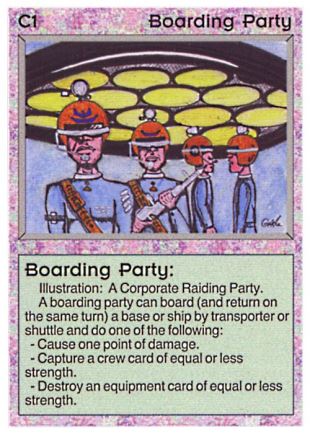 C1 Boarding Party
Boarding Party:
Illustration: A Corporate Raiding Party.
A boarding party can board (and return on
the same turn) a base or ship by transporter or
shuttle and do one of the following:
- Cause one point of damage.
- Capture a crew card of equal or less
strength.
- Destroy an equipment card of equal or less
strength.